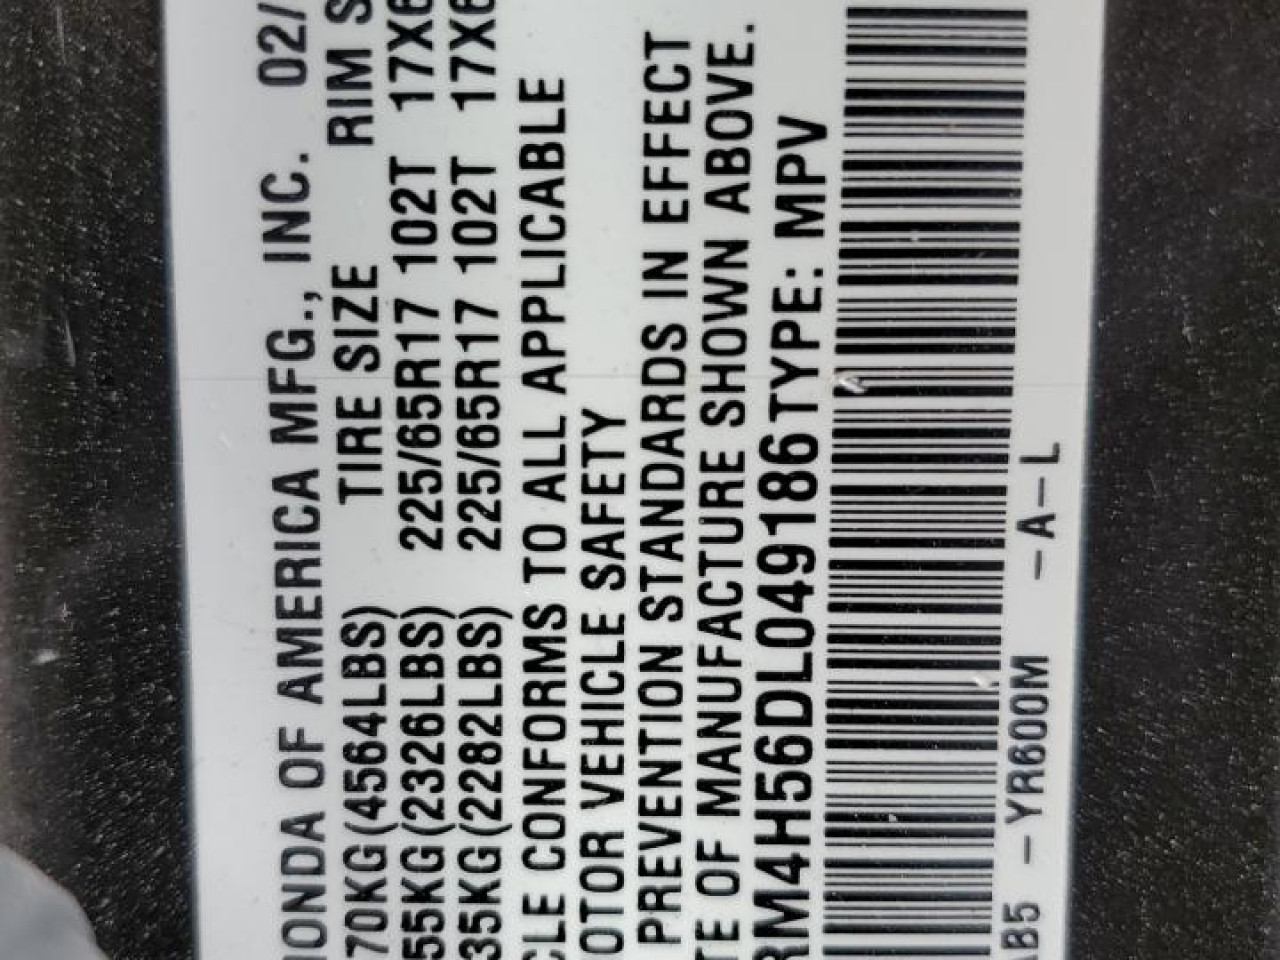 HONDA OF AMERICA MFG., INC. 02/
TIRE SIZE RIM S
70KG(4564LBS)
55KG(2326LBS) 225/65R17 102T 17X6
35KG(2282LBS) 225/65R17 102T 17X6
CLE CONFORMS TO ALL APPLICABLE
OTOR VEHICLE SAFETY
PREVENTION STANDARDS IN EFFECT
TE OF MANUFACTURE SHOWN ABOVE.
RM4H56DL049186TYPE: MPV
AB5 -YR600M -A-L